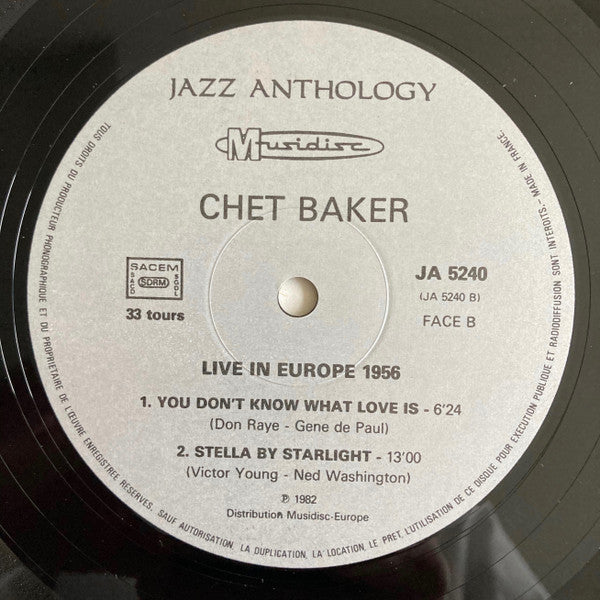 JAZZ ANTHOLOGY
Musidisc
CHET BAKER
SACEM
SACD
SDRM
SGDL
33 tours
JA 5240
(JA 5240 B)
FACE B
LIVE IN EUROPE 1956
1. YOU DON'T KNOW WHAT LOVE IS - 6'24
(Don Raye - Gene de Paul)
2. STELLA BY STARLIGHT - 13'00
(Victor Young - Ned Washington)
℗ 1982
Distribution Musidisc-Europe
TOUS DROITS DU PRODUCTEUR PHONOGRAPHIQUE ET DU PROPRIETAIRE DE L'ŒUVRE ENREGISTREE RESERVES. SAUF AUTORISATION, LA DUPLICATION, LA LOCATION, LE PRET, L'UTILISATION DE CE DISQUE POUR EXECUTION PUBLIQUE ET RADIODIFFUSION SONT INTERDITS. - MADE IN FRANCE.